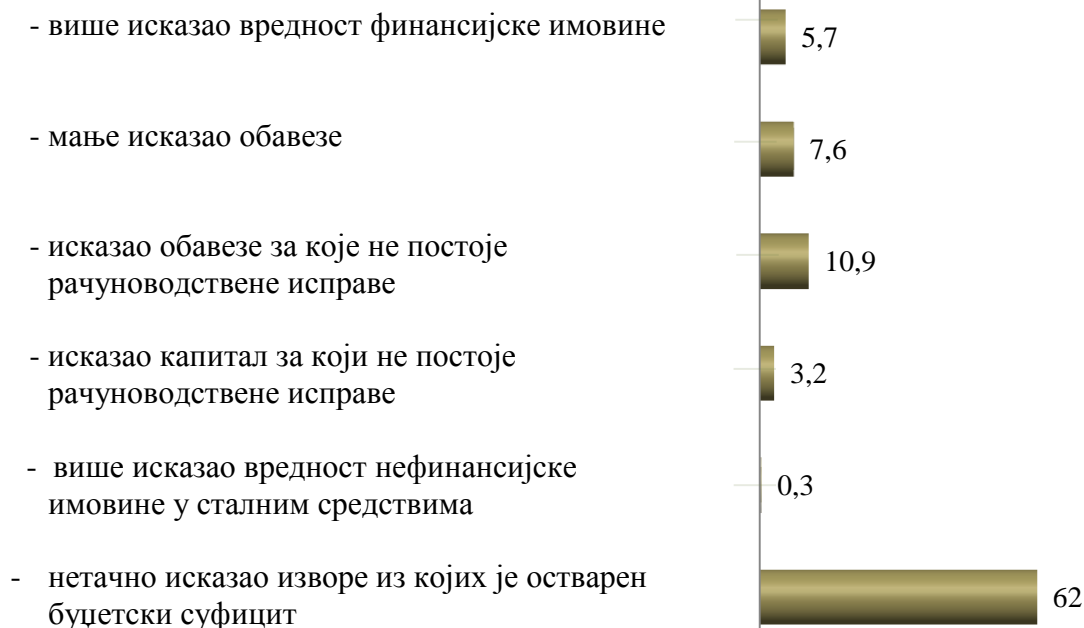 - више исказао вредност финансијске имовине
5,7
- мање исказао обавезе
7,6
- исказао обавезе за које не постоје
рачуноводствене исправе
10,9
- исказао капитал за који не постоје
рачуноводствене исправе
3,2
- више исказао вредност нефинансијске
имовине у сталним средствима
0,3
- нетачно исказао изворе из којих је остварен
буџетски суфицит
62